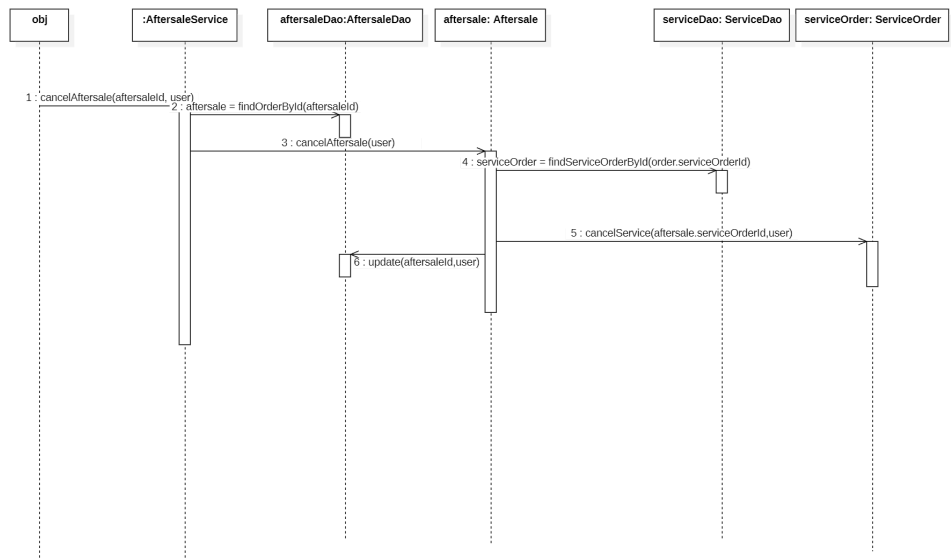 obj
:AftersaleService
aftersaleDao:AftersaleDao
aftersale: Aftersale
serviceDao: ServiceDao
serviceOrder: ServiceOrder
1 : cancelAftersale(aftersaleId, user)
2 : aftersale = findOrderById(aftersaleId)
3 : cancelAftersale(user)
4 : serviceOrder = findServiceOrderById(order.serviceOrderId)
5 : cancelService(aftersale.serviceOrderId,user)
6 : update(aftersaleId,user)